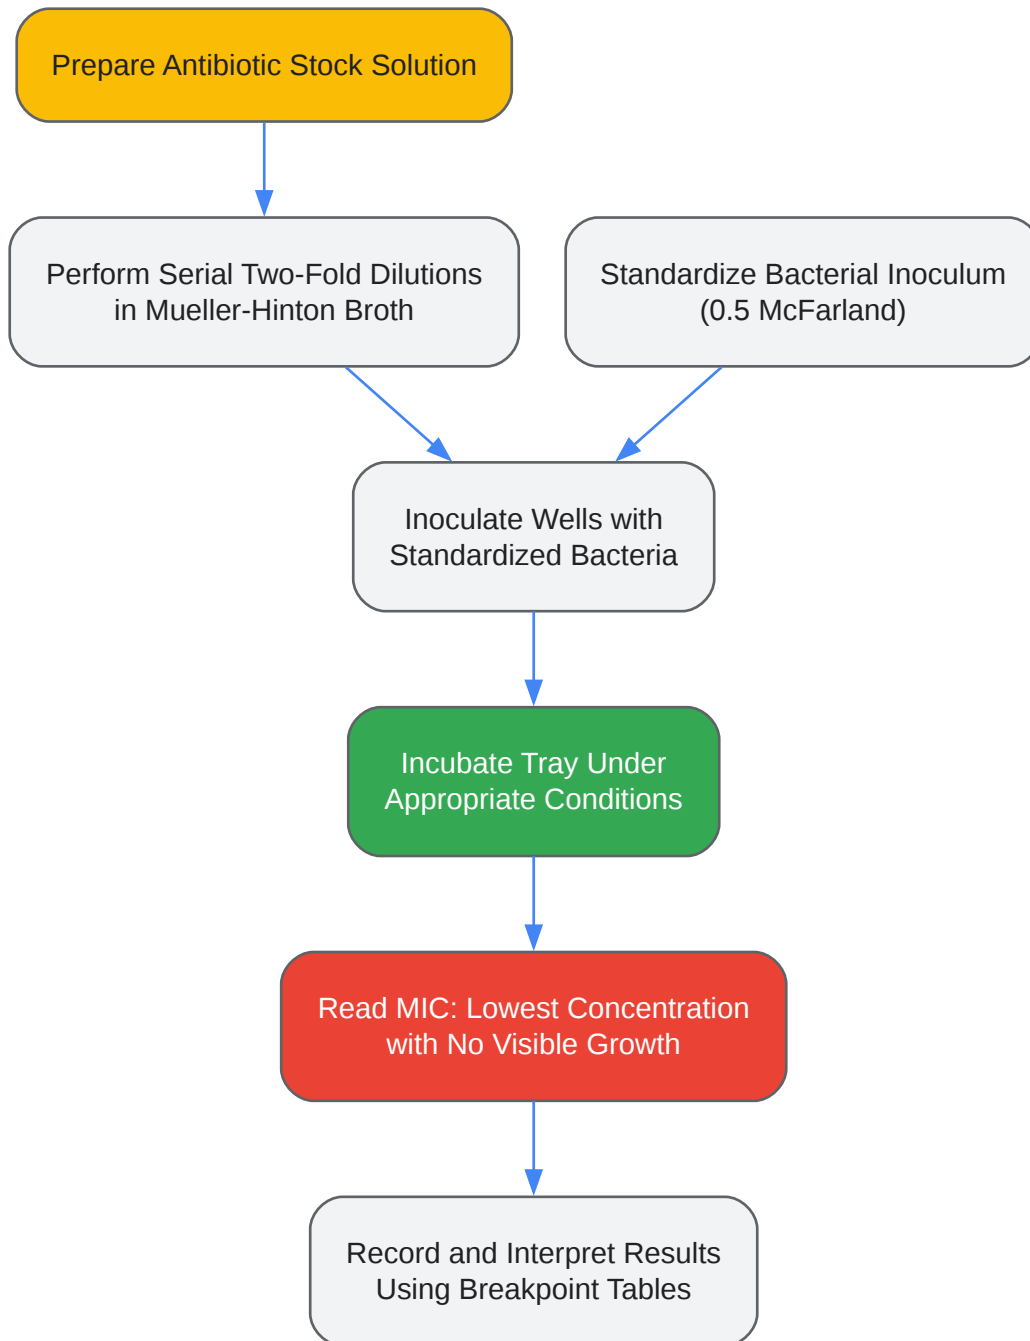 Prepare Antibiotic Stock Solution
Perform Serial Two-Fold Dilutions
in Mueller-Hinton Broth
Standardize Bacterial Inoculum
(0.5 McFarland)
Inoculate Wells with
Standardized Bacteria
Incubate Tray Under
Appropriate Conditions
Read MIC: Lowest Concentration
with No Visible Growth
Record and Interpret Results
Using Breakpoint Tables